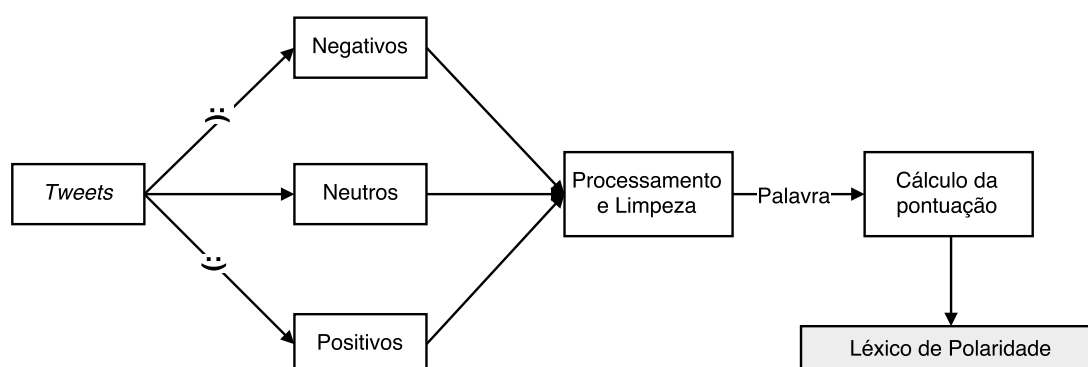 Negativos
:(
Tweets
Neutros
Processamento
e Limpeza
Palavra
Cálculo da
pontuação
:)
Positivos
Léxico de Polaridade